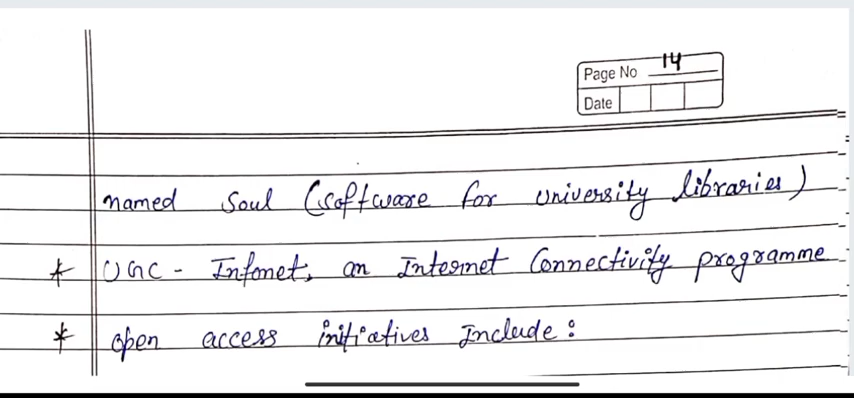 Page No 14
Date
named Soul (software for university libraries)
* UGC - Infonet, an Internet Connectivity programme
* open access initiatives Include: